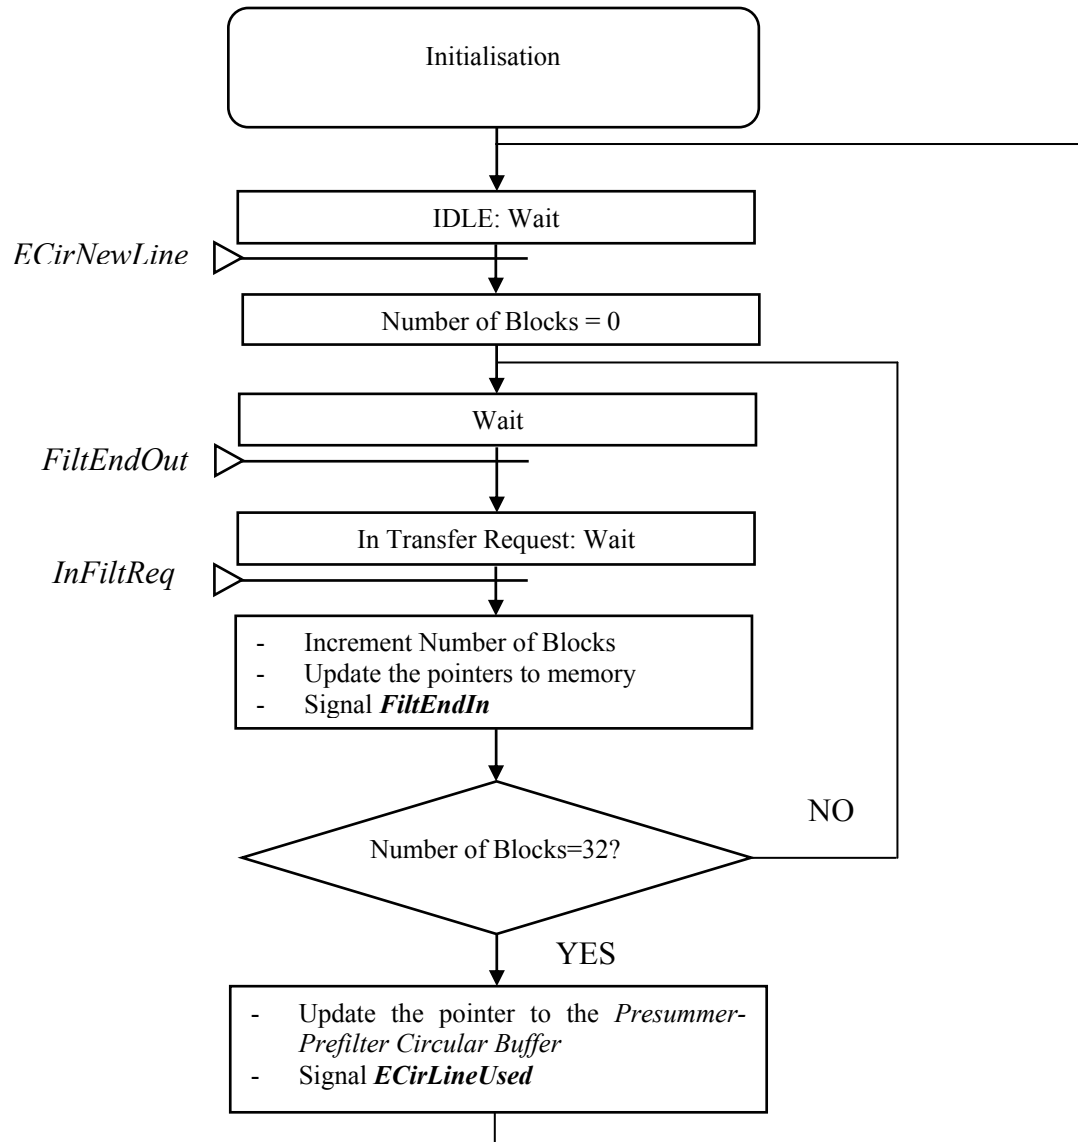 Initialisation
IDLE: Wait
ECirNewLine
Number of Blocks = 0
Wait
FiltEndOut
In Transfer Request: Wait
InFiltReq
- Increment Number of Blocks
- Update the pointers to memory
- Signal FiltEndIn
NO
Number of Blocks=32?
YES
- Update the pointer to the Presummer-
Prefilter Circular Buffer
- Signal ECirLineUsed